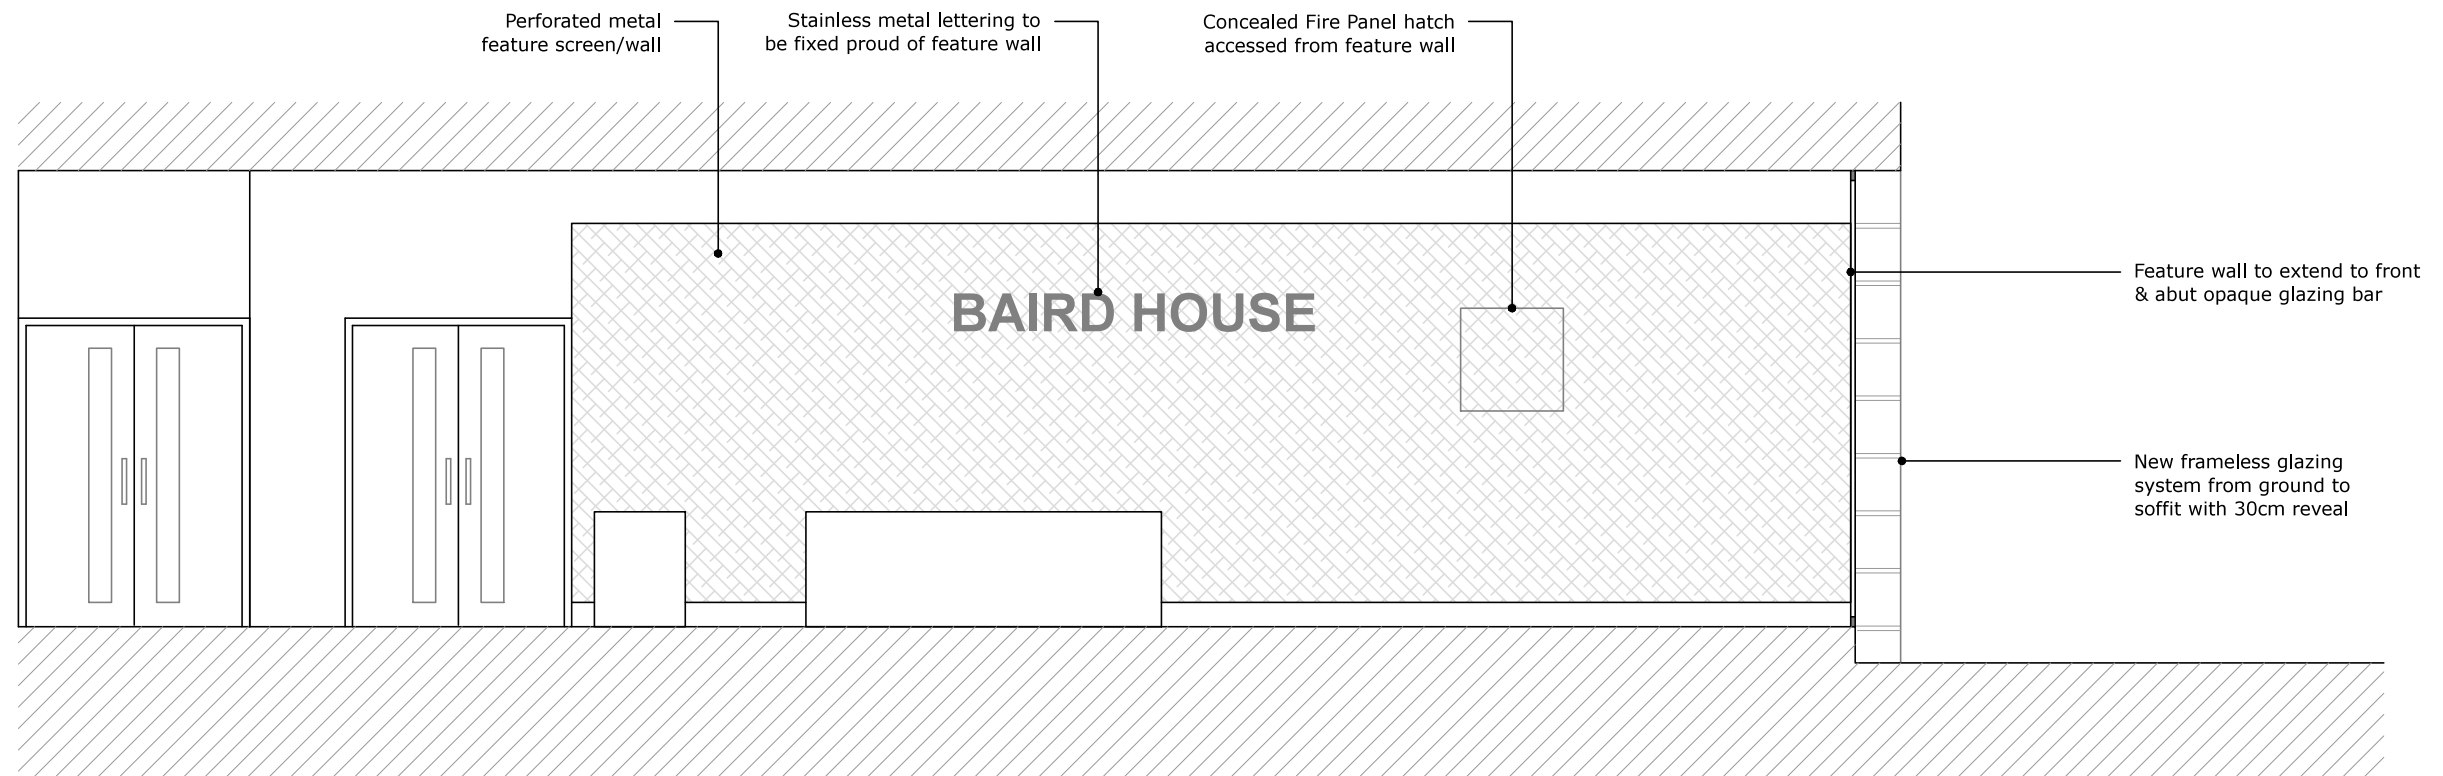 Perforated metal
feature screen/wall
Stainless metal lettering to
be fixed proud of feature wall
Concealed Fire Panel hatch
accessed from feature wall
BAIRD HOUSE
Feature wall to extend to front
& abut opaque glazing bar
New frameless glazing
system from ground to
soffit with 30cm reveal